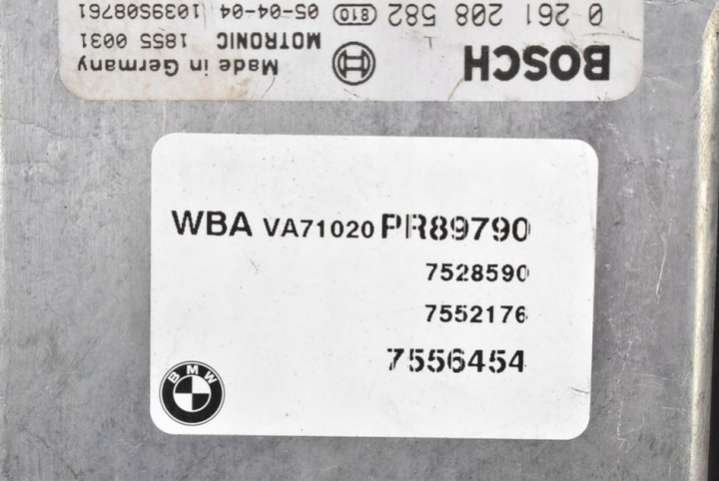 BOSCH
Made in Germany
MOTRONIC 1855 0031
0 261 208 582 810 05-04-04 1039S08761
WBA VA71020 PR89790
7528590
7552176
7556454
BMW